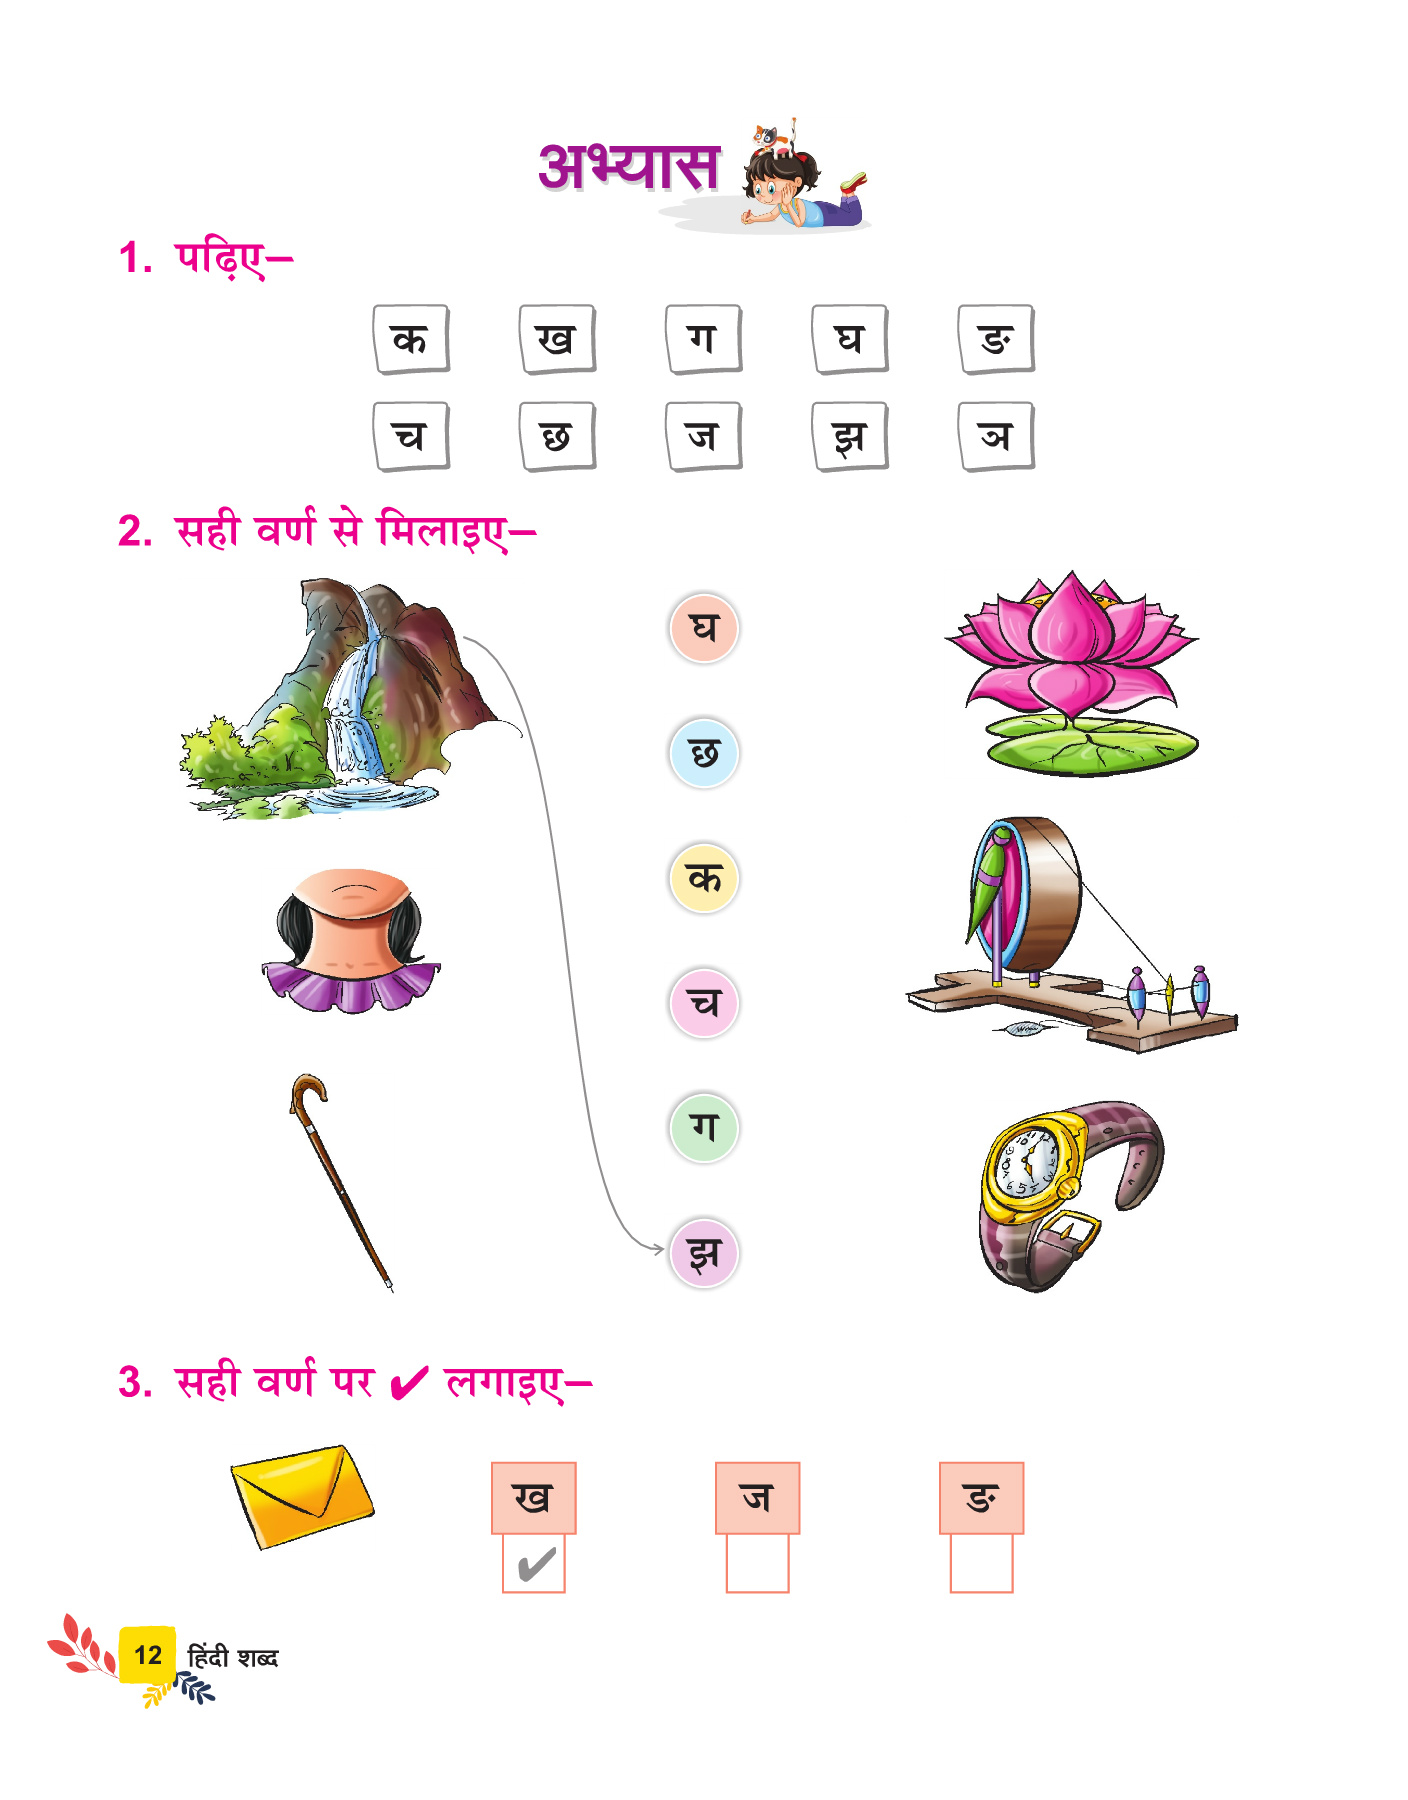 अभ्यास
1. पढ़िए–
क ख ग घ ङ
च छ ज झ ञ
2. सही वर्ण से मिलाइए–
घ
छ
क
च
ग
झ
3. सही वर्ण पर ✔ लगाइए–
ख ज ङ
✔
12 हिंदी शब्द